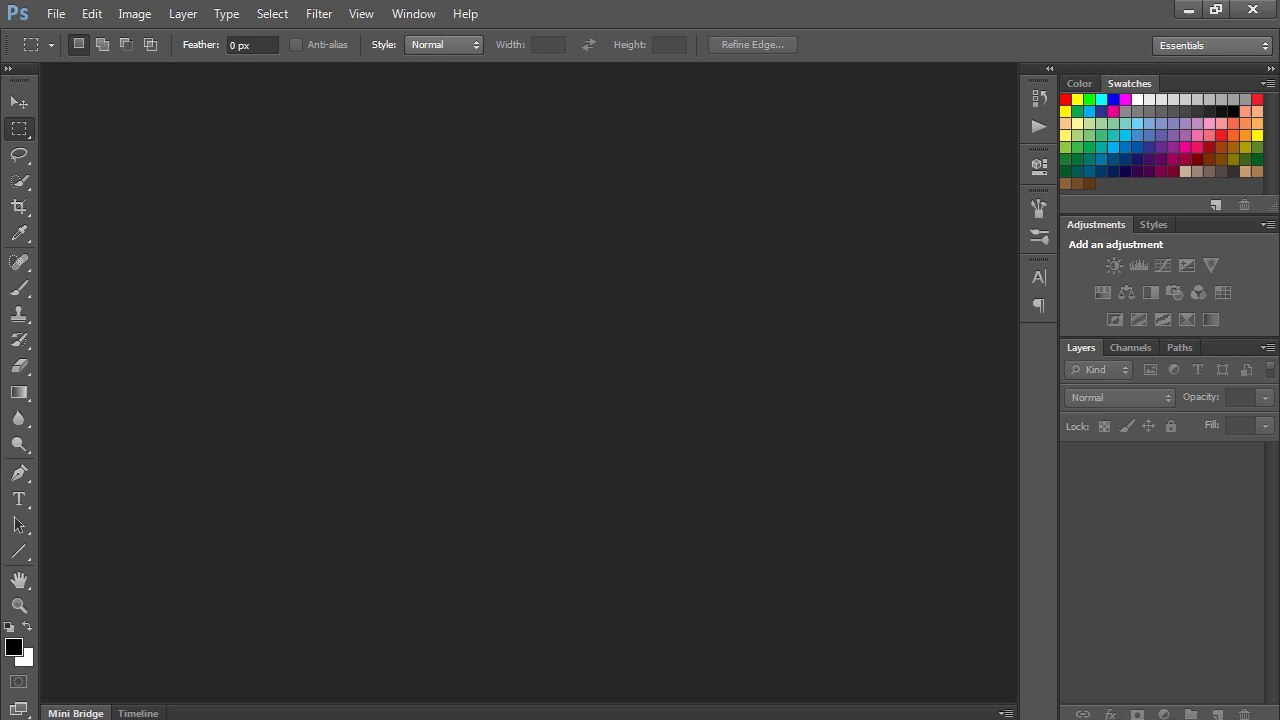 Ps File Edit Image Layer Type Select Filter View Window Help
Feather: 0 px Anti-alias Style: Normal Width: Height: Refine Edge... Essentials
Color Swatches
Adjustments Styles
Add an adjustment
Layers Channels Paths
Kind
Normal Opacity:
Lock: Fill:
Mini Bridge Timeline